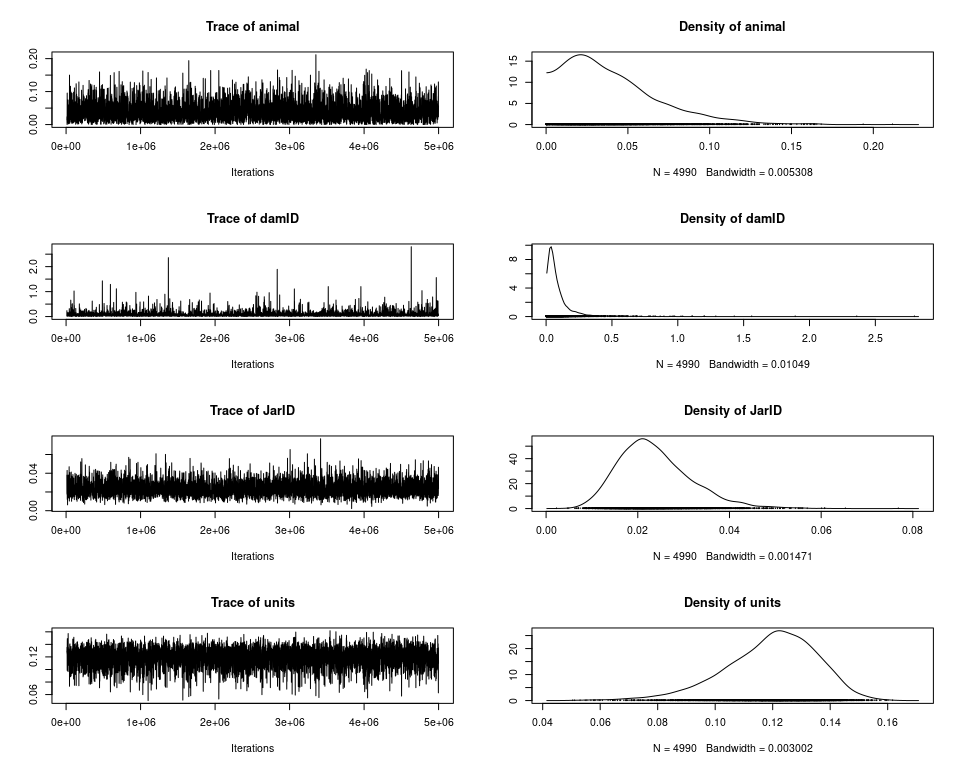 Trace of animal
0.00 0.10 0.20
0e+00 1e+06 2e+06 3e+06 4e+06 5e+06
Iterations
Density of animal
0 5 10 15
0.00 0.05 0.10 0.15 0.20
N = 4990 Bandwidth = 0.005308
Trace of damID
0.0 1.0 2.0
0e+00 1e+06 2e+06 3e+06 4e+06 5e+06
Iterations
Density of damID
0 4 8
0.0 0.5 1.0 1.5 2.0 2.5
N = 4990 Bandwidth = 0.01049
Trace of JarID
0.00 0.04
0e+00 1e+06 2e+06 3e+06 4e+06 5e+06
Iterations
Density of JarID
0 20 40
0.00 0.02 0.04 0.06 0.08
N = 4990 Bandwidth = 0.001471
Trace of units
0.06 0.12
0e+00 1e+06 2e+06 3e+06 4e+06 5e+06
Iterations
Density of units
0 10 20
0.04 0.06 0.08 0.10 0.12 0.14 0.16
N = 4990 Bandwidth = 0.003002